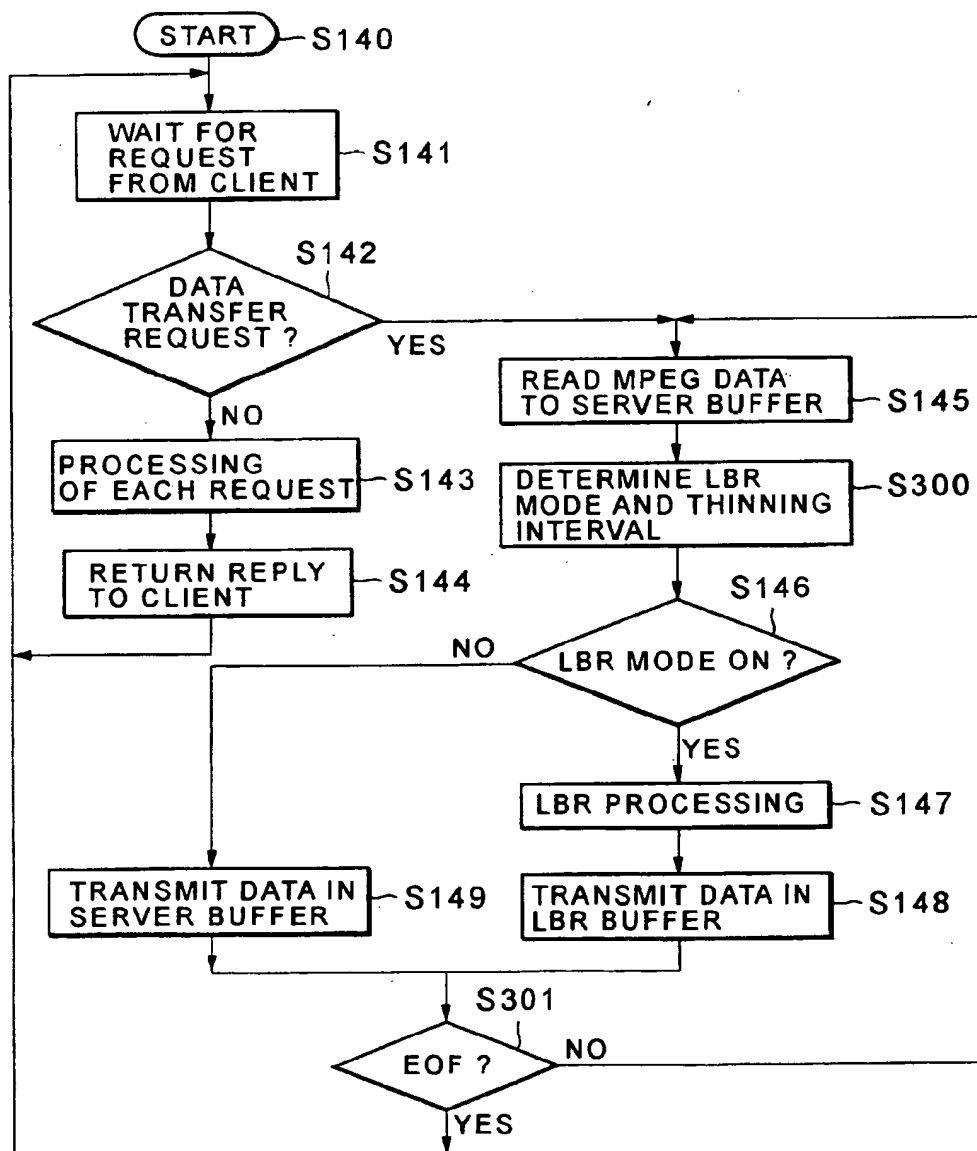 START
S140
WAIT FOR
REQUEST
FROM CLIENT
S141
S142
DATA
TRANSFER
REQUEST ?
YES
NO
READ MPEG DATA
TO SERVER BUFFER
S145
PROCESSING
OF EACH REQUEST
S143
DETERMINE LBR
MODE AND THINNING
INTERVAL
S300
RETURN REPLY
TO CLIENT
S144
S146
NO
LBR MODE ON ?
YES
LBR PROCESSING
S147
TRANSMIT DATA IN
SERVER BUFFER
S149
TRANSMIT DATA IN
LBR BUFFER
S148
S301
EOF ?
NO
YES